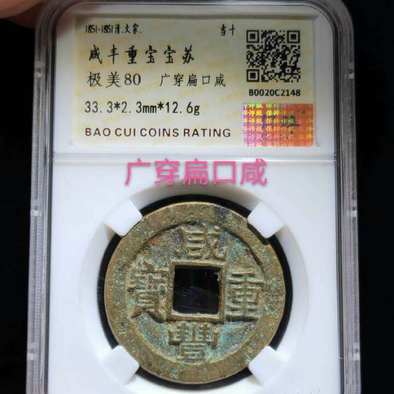 1851-1861清.文宗. 当十
咸丰重宝宝苏
极美80 广穿扁口咸
33.3*2.3mm*12.6g
B0020C2148
BAO CUI COINS RATING
广穿扁口咸
咸
寶 重
豐